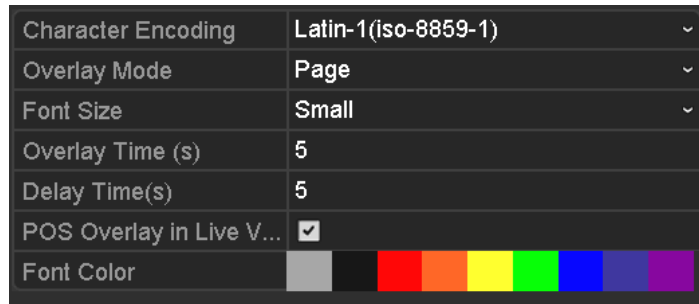 Character Encoding Latin-1(iso-8859-1)
Overlay Mode Page
Font Size Small
Overlay Time (s) 5
Delay Time(s) 5
POS Overlay in Live V...
Font Color